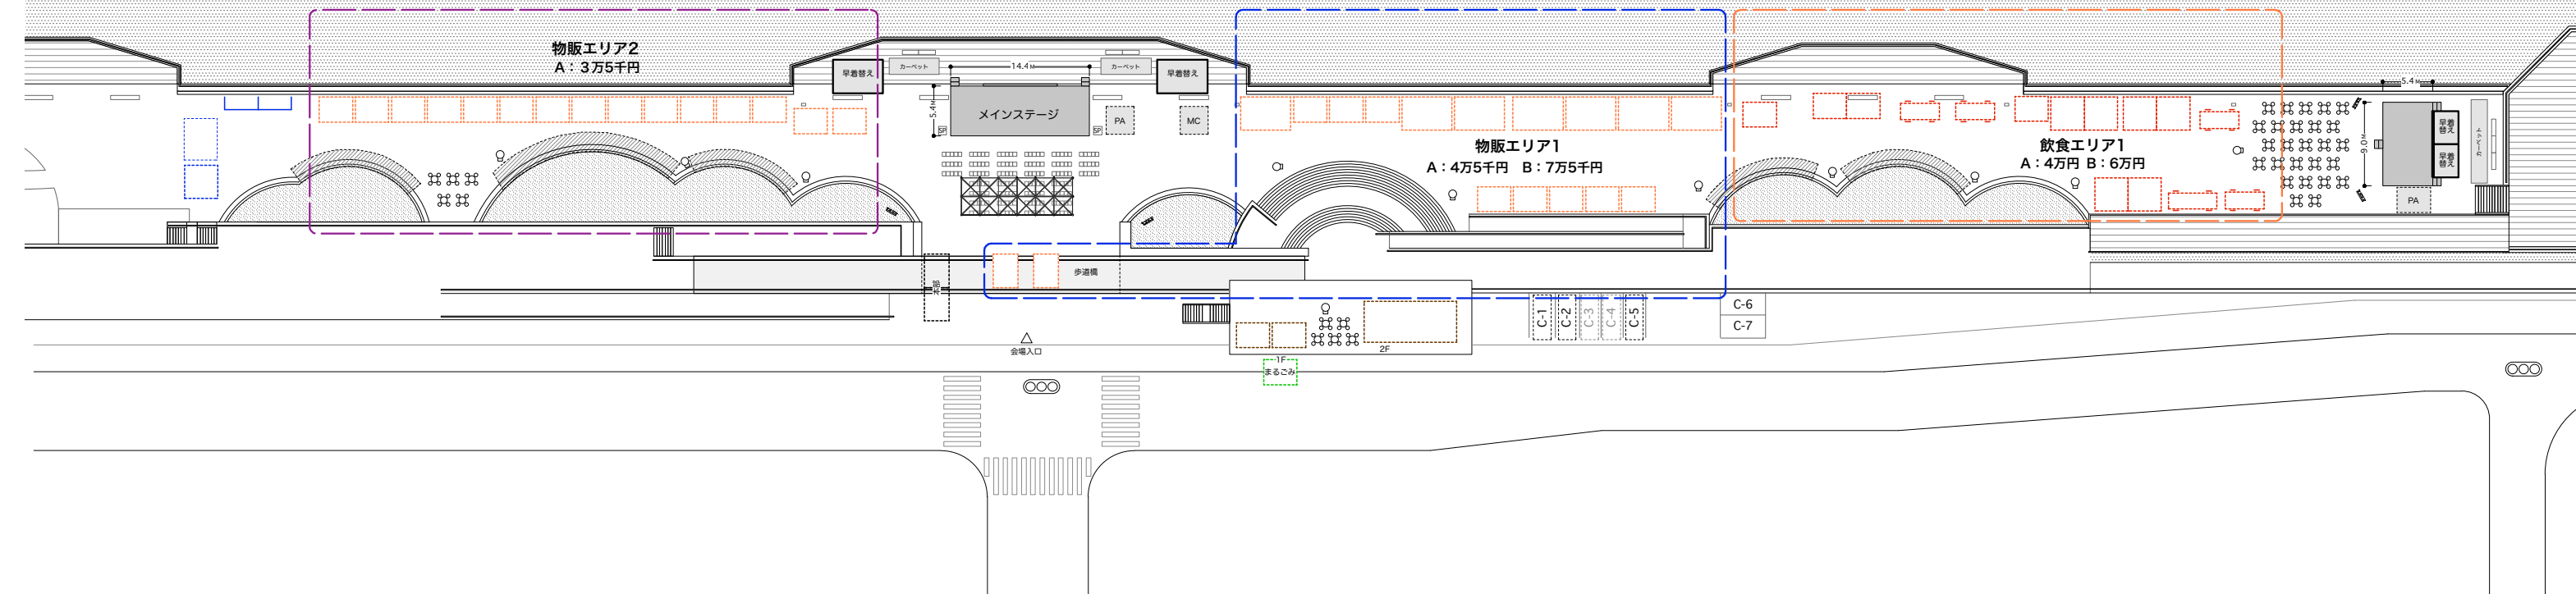 物販エリア2
A：3万5千円
早着替え
カーペット
14.4M
カーペット
早着替え
5.4M
メインステージ
SP
SP
PA
MC
物販エリア1
A：4万5千円 B：7万5千円
飲食エリア1
A：4万円 B：6万円
5.4M
9.0M
早着
替え
早着
替え
カーペット
PA
本部
歩道橋
会場入口
1F
まるごみ
2F
C-1
C-2
C-3
C-4
C-5
C-6
C-7